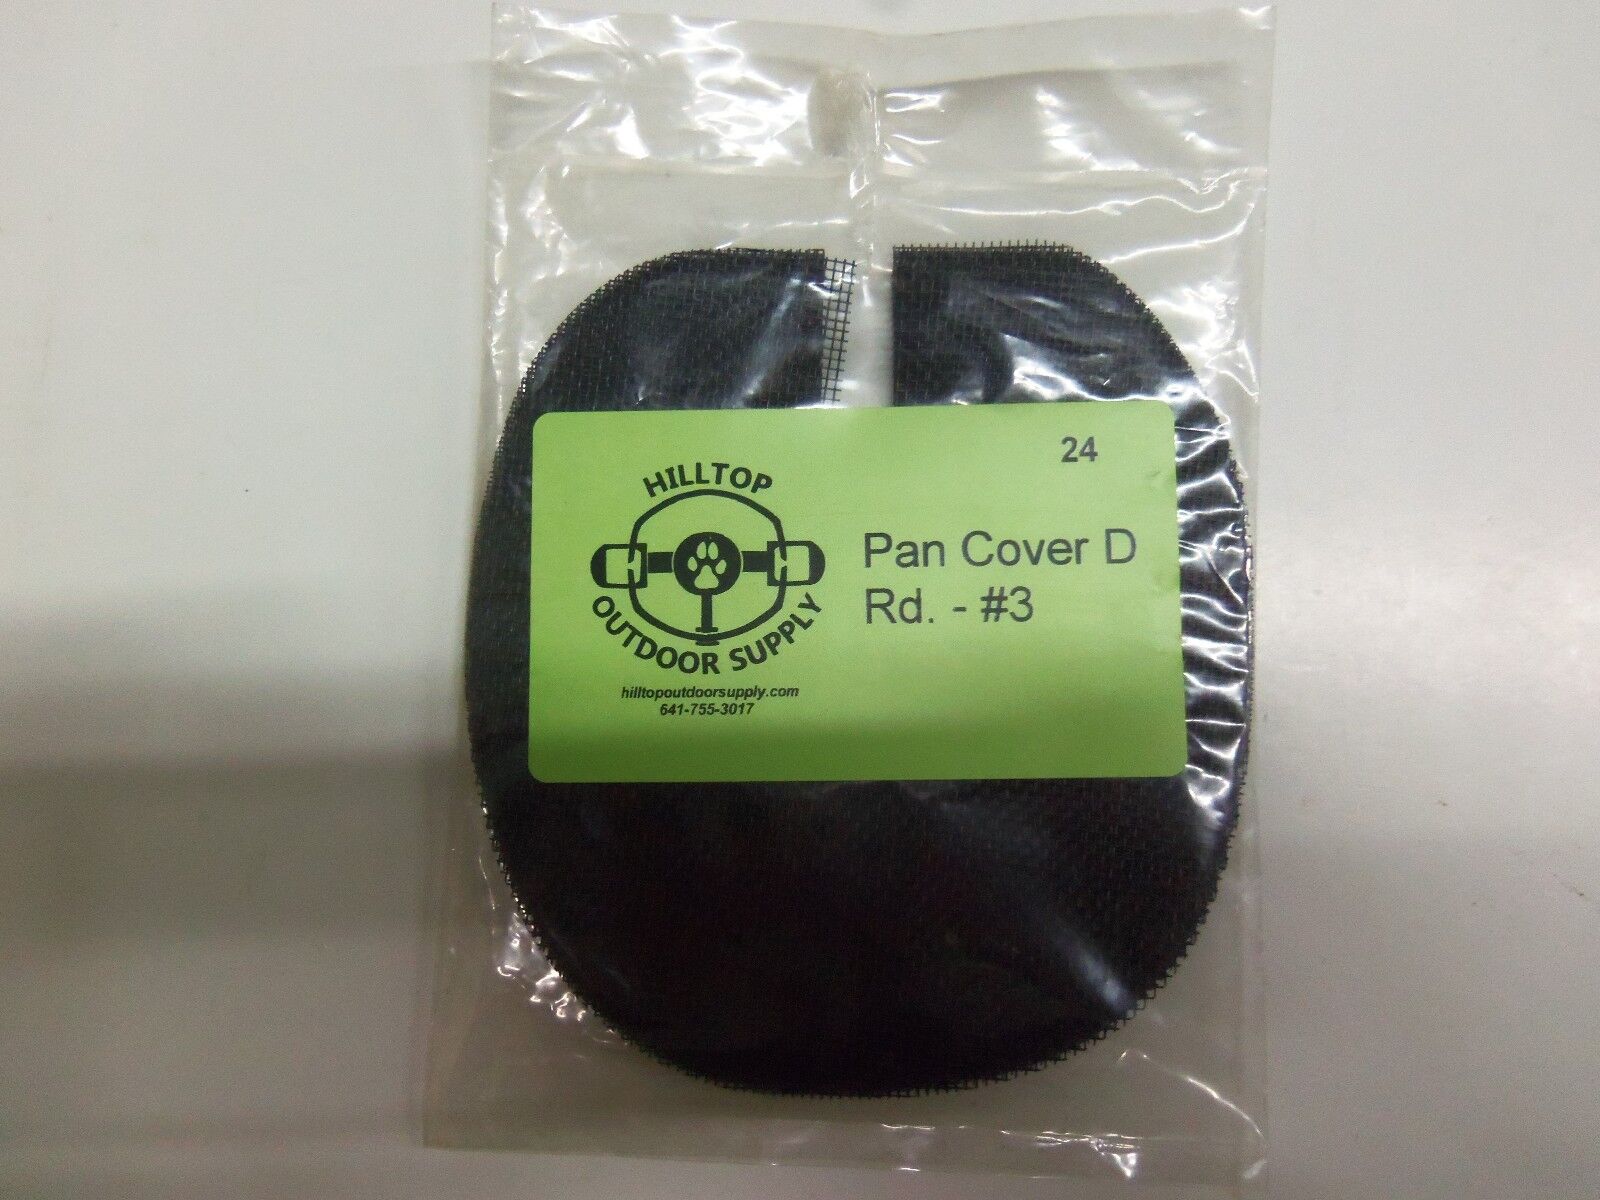 24
HILLTOP
OUTDOOR SUPPLY
hilltopoutdoorsupply.com
641-755-3017
Pan Cover D
Rd. - #3